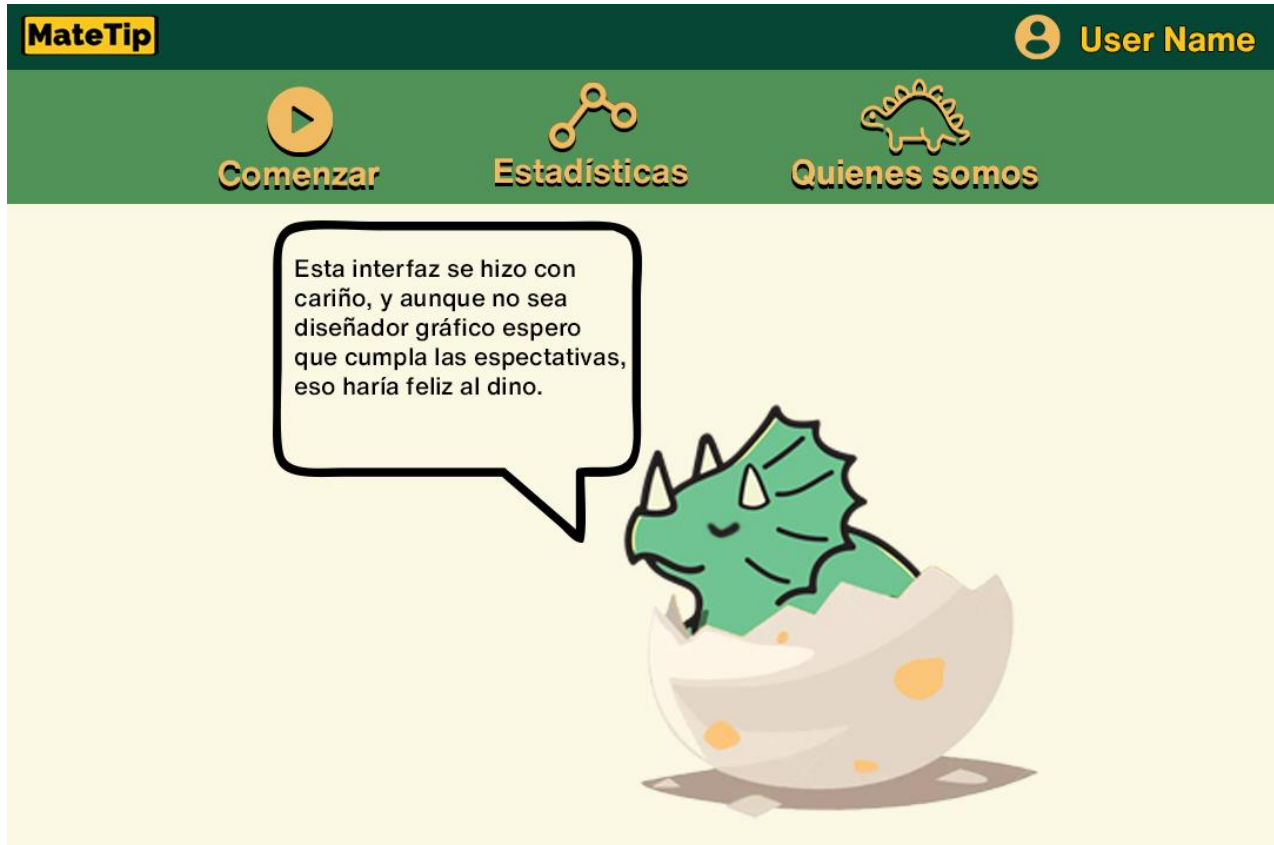 MateTip
User Name
Comenzar
Estadísticas
Quienes somos
Esta interfaz se hizo con
cariño, y aunque no sea
diseñador gráfico espero
que cumpla las espectativas,
eso haría feliz al dino.